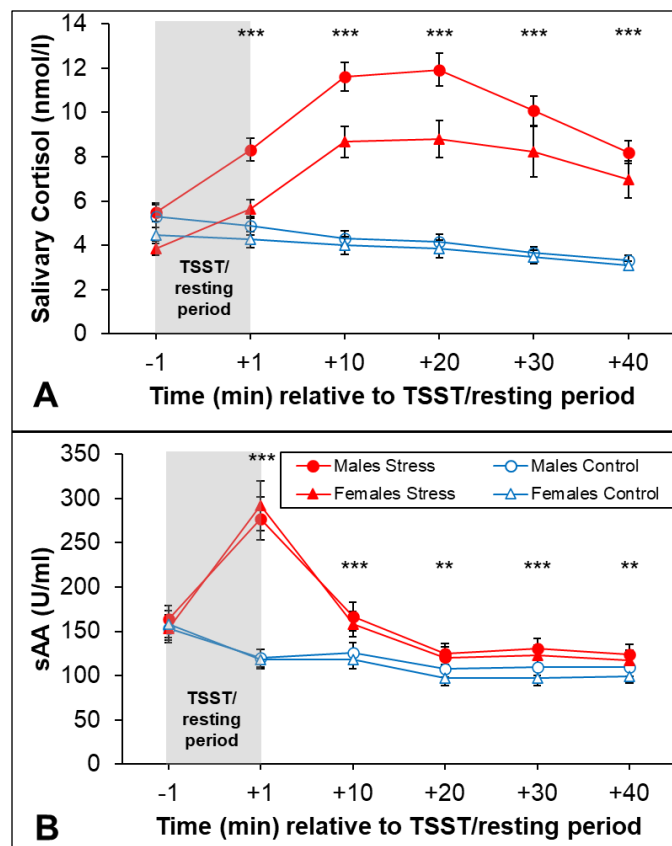 14
12
10
8
6
4
2
0
Salivary Cortisol (nmol/l)
*** *** *** *** ***
TSST/
resting
period
-1 +1 +10 +20 +30 +40
Time (min) relative to TSST/resting period
A
350
300
250
200
150
100
50
0
sAA (U/ml)
Males Stress Males Control
Females Stress Females Control
*** *** ** *** **
TSST/
resting
period
-1 +1 +10 +20 +30 +40
Time (min) relative to TSST/resting period
B